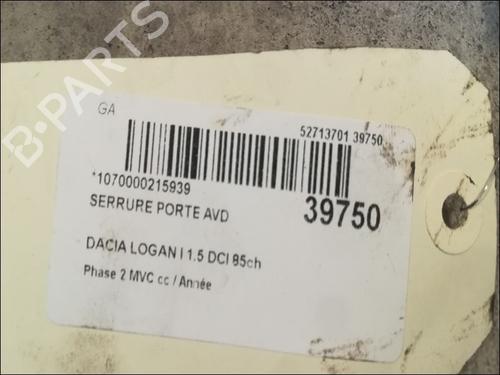 B-PARTS
GA
52713701 39750
*1070000215939
SERRURE PORTE AVD
39750
DACIA LOGAN I 1.5 DCI 85ch
Phase 2 MVC cc / Année